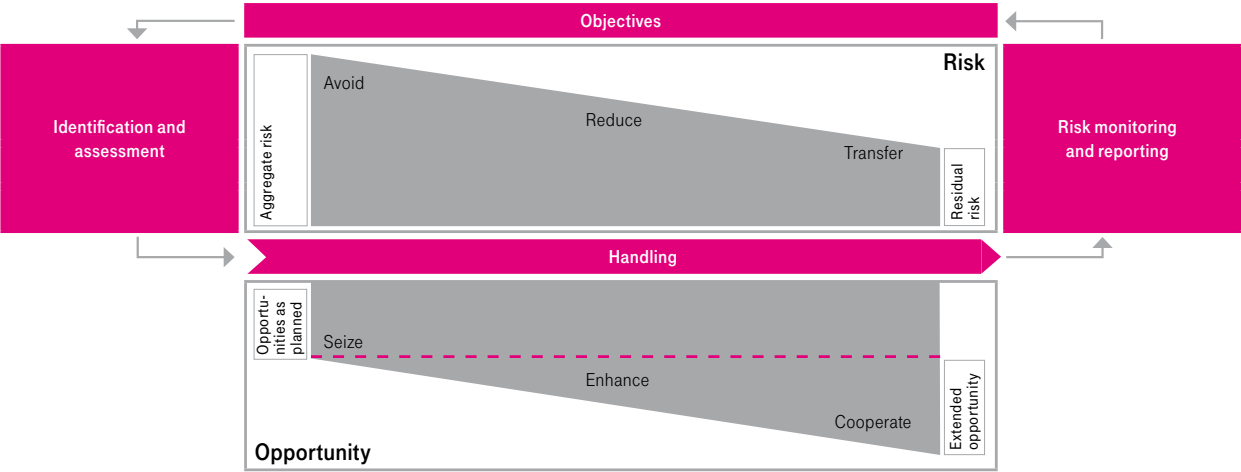 Objectives
Identification and
assessment
Aggregate risk
Avoid
Reduce
Transfer
Risk
Residual
risk
Risk monitoring
and reporting
Handling
Opportu-
nities as
planned
Seize
Enhance
Cooperate
Extended
opportunity
Opportunity